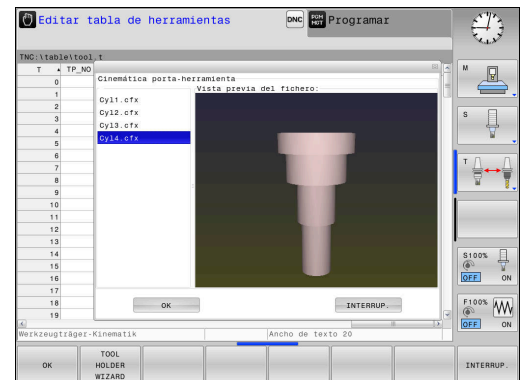 Editar tabla de herramientas
DNC
Programar
TNC:\table\tool.t
T TP_NO
0
1
2
3
4
5
6
7
8
9
10
11
12
13
14
15
16
17
18
19
Cinemática porta-herramienta
Vista previa del fichero:
Cyl1.cfx
Cyl2.cfx
Cyl3.cfx
Cyl4.cfx
OK
INTERRUP.
Werkzeugträger-Kinematik
Ancho de texto 20
M
S
T
S100%
OFF ON
F100%
OFF ON
OK
TOOL
HOLDER
WIZARD
INTERRUP.